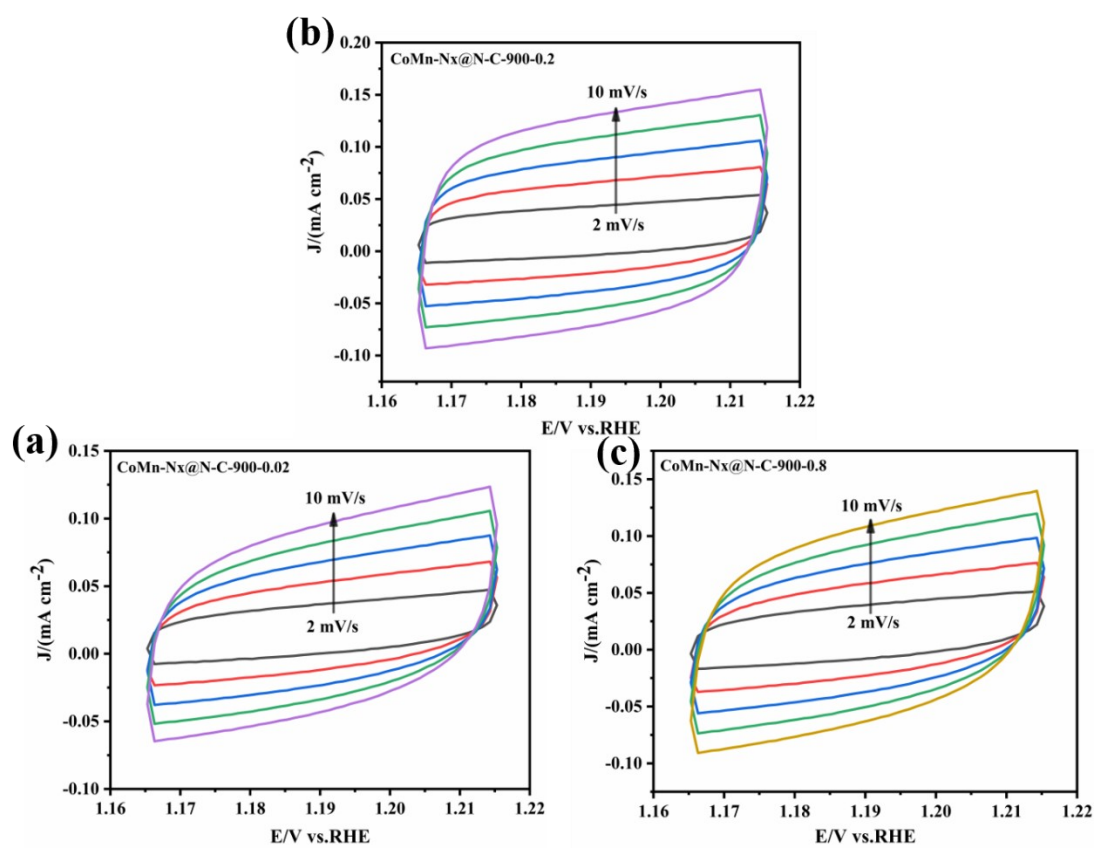 (b)
CoMn-Nx@N-C-900-0.2
10 mV/s
2 mV/s
J/(mA cm⁻²)
0.20
0.15
0.10
0.05
0.00
-0.05
-0.10
1.16 1.17 1.18 1.19 1.20 1.21 1.22
E/V vs.RHE
(a)
CoMn-Nx@N-C-900-0.02
10 mV/s
2 mV/s
J/(mA cm⁻²)
0.15
0.10
0.05
0.00
-0.05
-0.10
1.16 1.17 1.18 1.19 1.20 1.21 1.22
E/V vs.RHE
(c)
CoMn-Nx@N-C-900-0.8
10 mV/s
2 mV/s
J/(mA cm⁻²)
0.15
0.10
0.05
0.00
-0.05
-0.10
1.16 1.17 1.18 1.19 1.20 1.21 1.22
E/V vs.RHE